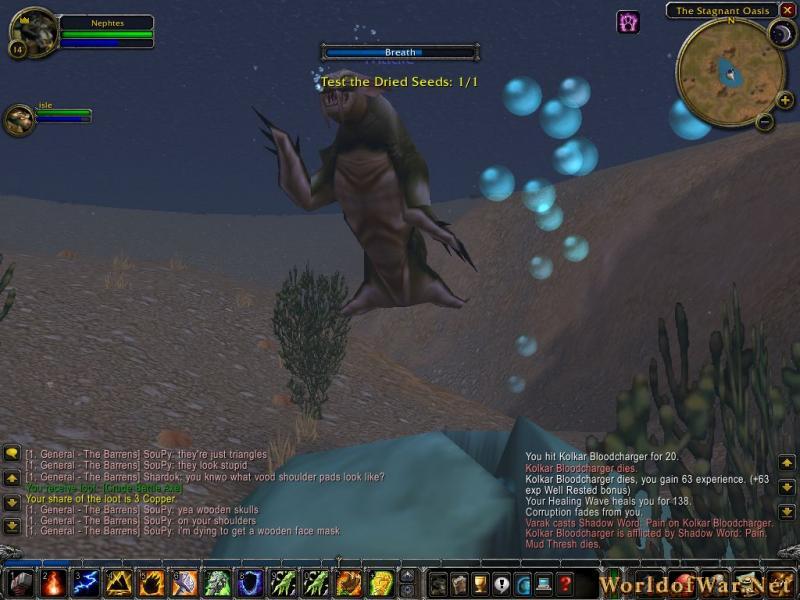 Nephtes
14
isle
Breath
Test the Dried Seeds: 1/1
The Stagnant Oasis
N
[1. General - The Barrens] SouPy: they're just triangles
[1. General - The Barrens] SouPy: they look stupid
[1. General - The Barrens] Shardok: you knwo what vood shoulder pads look like?
You receive loot: [Crude Battle Axe]
Your share of the loot is 3 Copper.
[1. General - The Barrens] SouPy: yea wooden skulls
[1. General - The Barrens] SouPy: on your shoulders
[1. General - The Barrens] SouPy: i'm dying to get a wooden face mask
You hit Kolkar Bloodcharger for 20.
Kolkar Bloodcharger dies.
Kolkar Bloodcharger dies, you gain 63 experience. (+63
exp Well Rested bonus)
Your Healing Wave heals you for 138.
Corruption fades from you.
Varak casts Shadow Word: Pain on Kolkar Bloodcharger.
Kolkar Bloodcharger is afflicted by Shadow Word: Pain.
Mud Thresh dies.
WorldofWar.Net